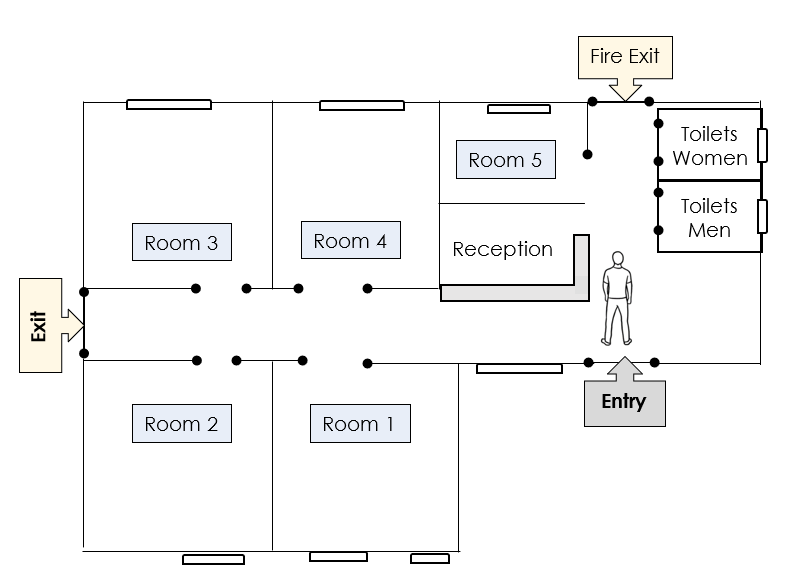 Fire Exit
Toilets
Women
Room 5
Toilets
Men
Room 3
Room 4
Reception
Exit
Entry
Room 2
Room 1